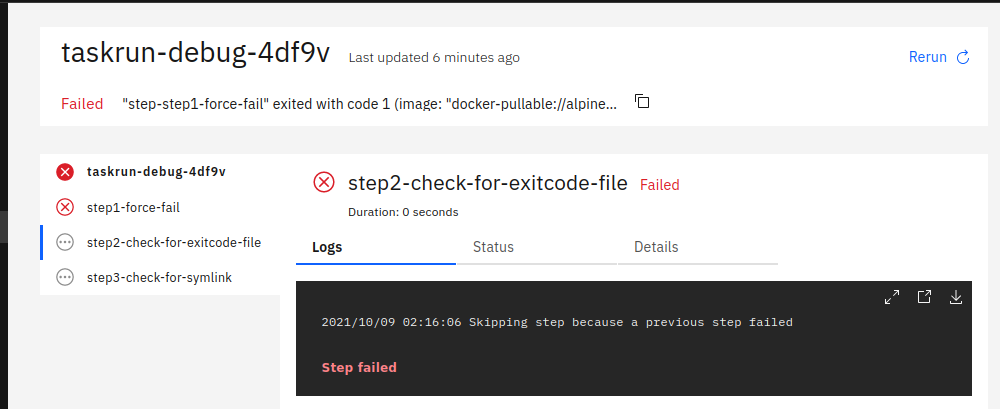 taskrun-debug-4df9v Last updated 6 minutes ago Rerun
Failed "step-step1-force-fail" exited with code 1 (image: "docker-pullable://alpine...
taskrun-debug-4df9v
step1-force-fail
step2-check-for-exitcode-file
step3-check-for-symlink
step2-check-for-exitcode-file Failed
Duration: 0 seconds
Logs Status Details
2021/10/09 02:16:06 Skipping step because a previous step failed
Step failed